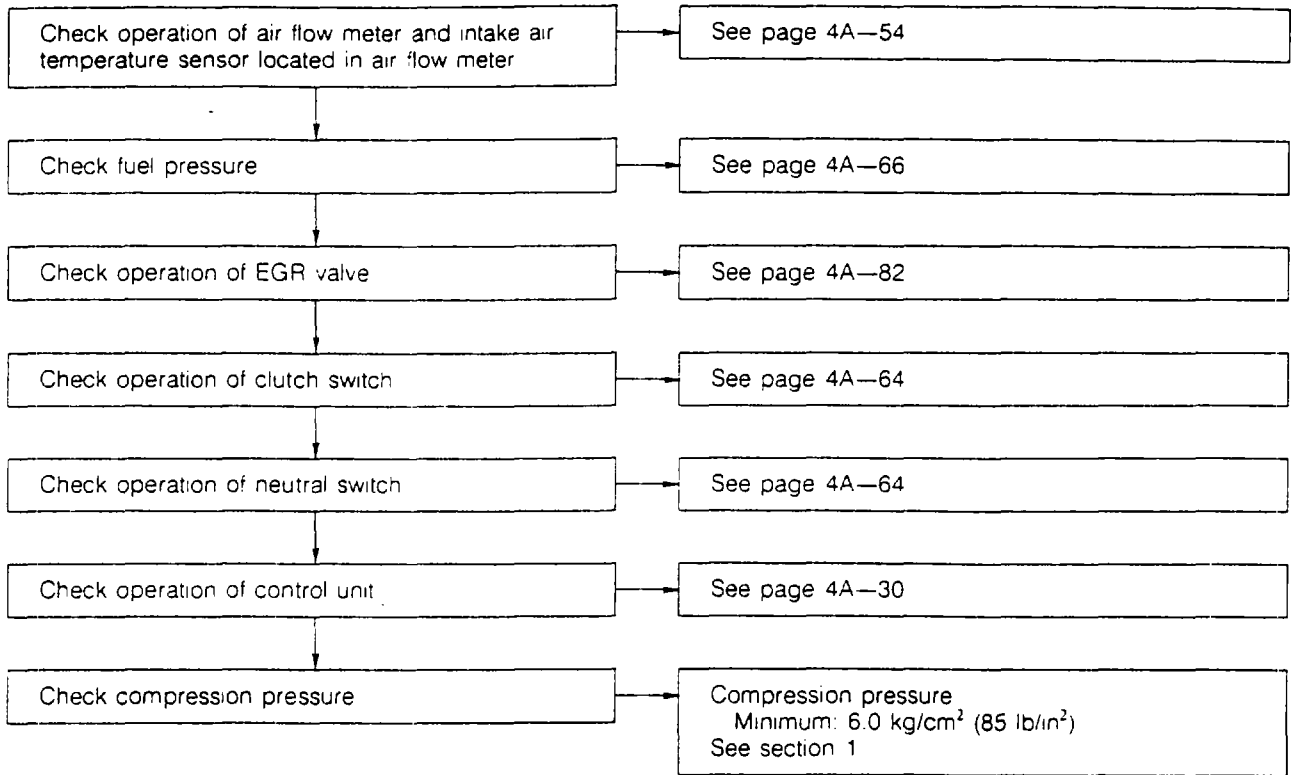 Check operation of air flow meter and intake air
temperature sensor located in air flow meter
See page 4A—54
Check fuel pressure
See page 4A—66
Check operation of EGR valve
See page 4A—82
Check operation of clutch switch
See page 4A—64
Check operation of neutral switch
See page 4A—64
Check operation of control unit
See page 4A—30
Check compression pressure
Compression pressure
Minimum: 6.0 kg/cm² (85 lb/in²)
See section 1